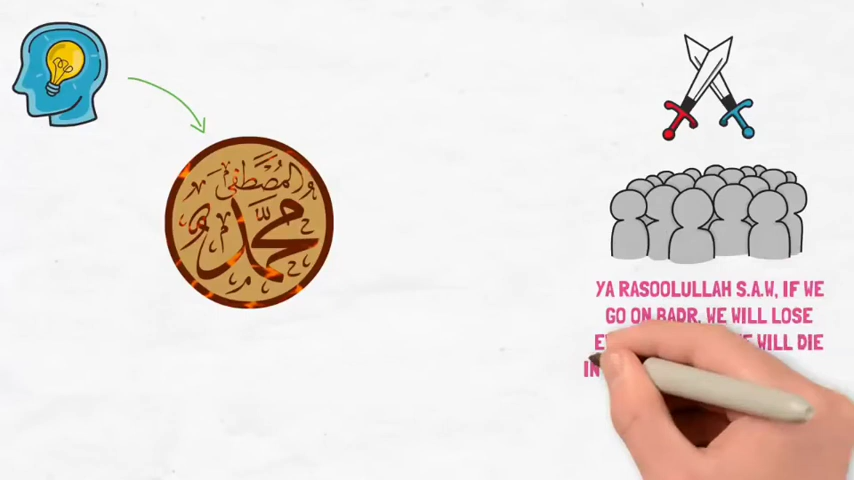 المصطفى
محمد
YA RASOOLULLAH S.A.W, IF WE
GO ON BADR, WE WILL LOSE
WILL DIE
IN